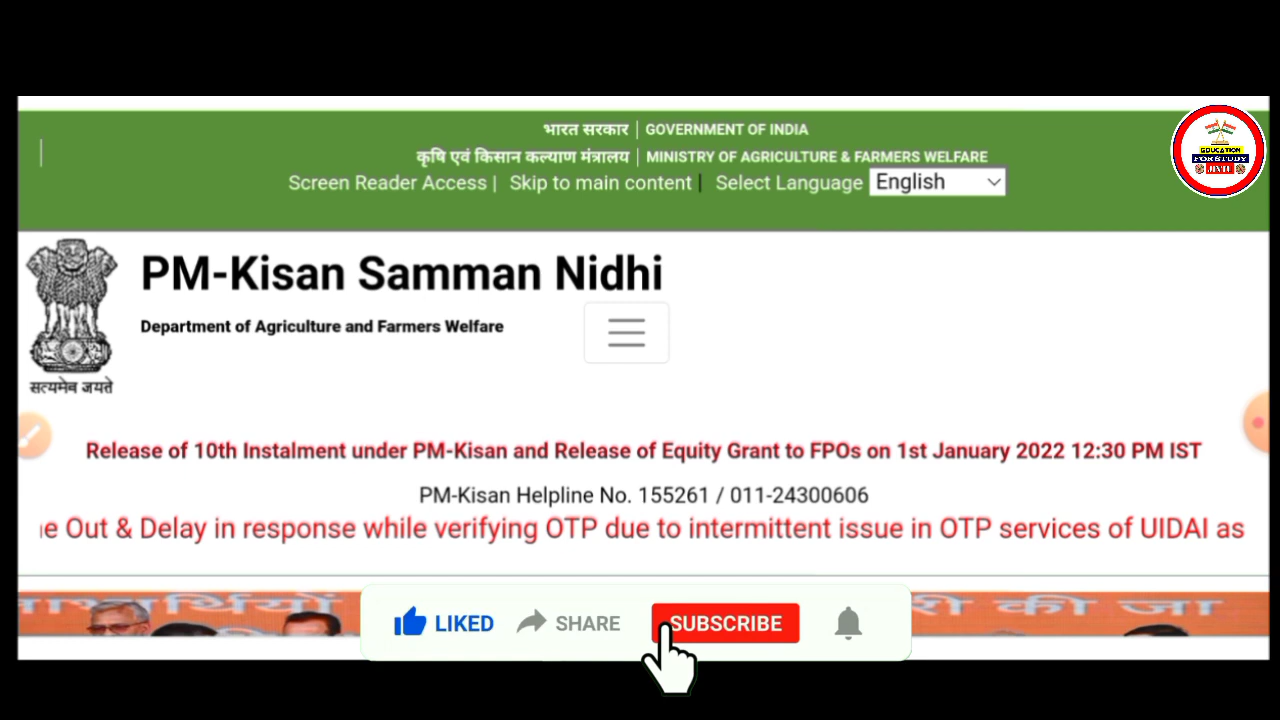 भारत सरकार | GOVERNMENT OF INDIA
कृषि एवं किसान कल्याण मंत्रालय | MINISTRY OF AGRICULTURE & FARMERS WELFARE
Screen Reader Access | Skip to main content | Select Language English
EDUCATION
FOR STUDY
PM-Kisan Samman Nidhi
Department of Agriculture and Farmers Welfare
सत्यमेव जयते
Release of 10th Instalment under PM-Kisan and Release of Equity Grant to FPOs on 1st January 2022 12:30 PM IST
PM-Kisan Helpline No. 155261 / 011-24300606
e Out & Delay in response while verifying OTP due to intermittent issue in OTP services of UIDAI as
री की जा
LIKED SHARE SUBSCRIBE